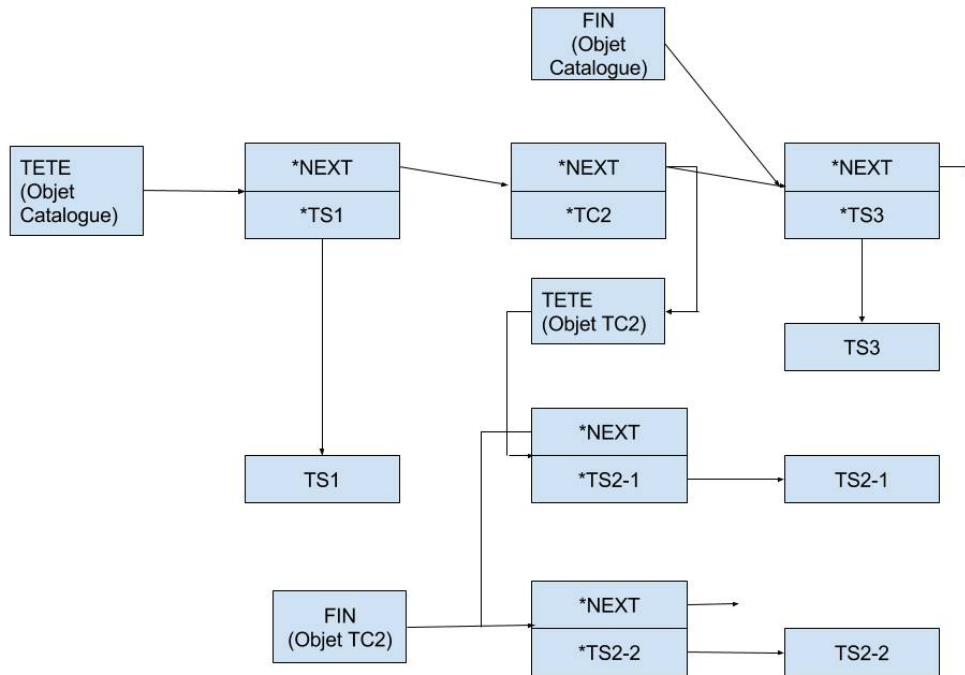 FIN
(Objet
Catalogue)
TETE
(Objet
Catalogue)
*NEXT
*TS1
*NEXT
*TC2
*NEXT
*TS3
TETE
(Objet TC2)
TS3
*NEXT
*TS2-1
TS1
TS2-1
FIN
(Objet TC2)
*NEXT
*TS2-2
TS2-2